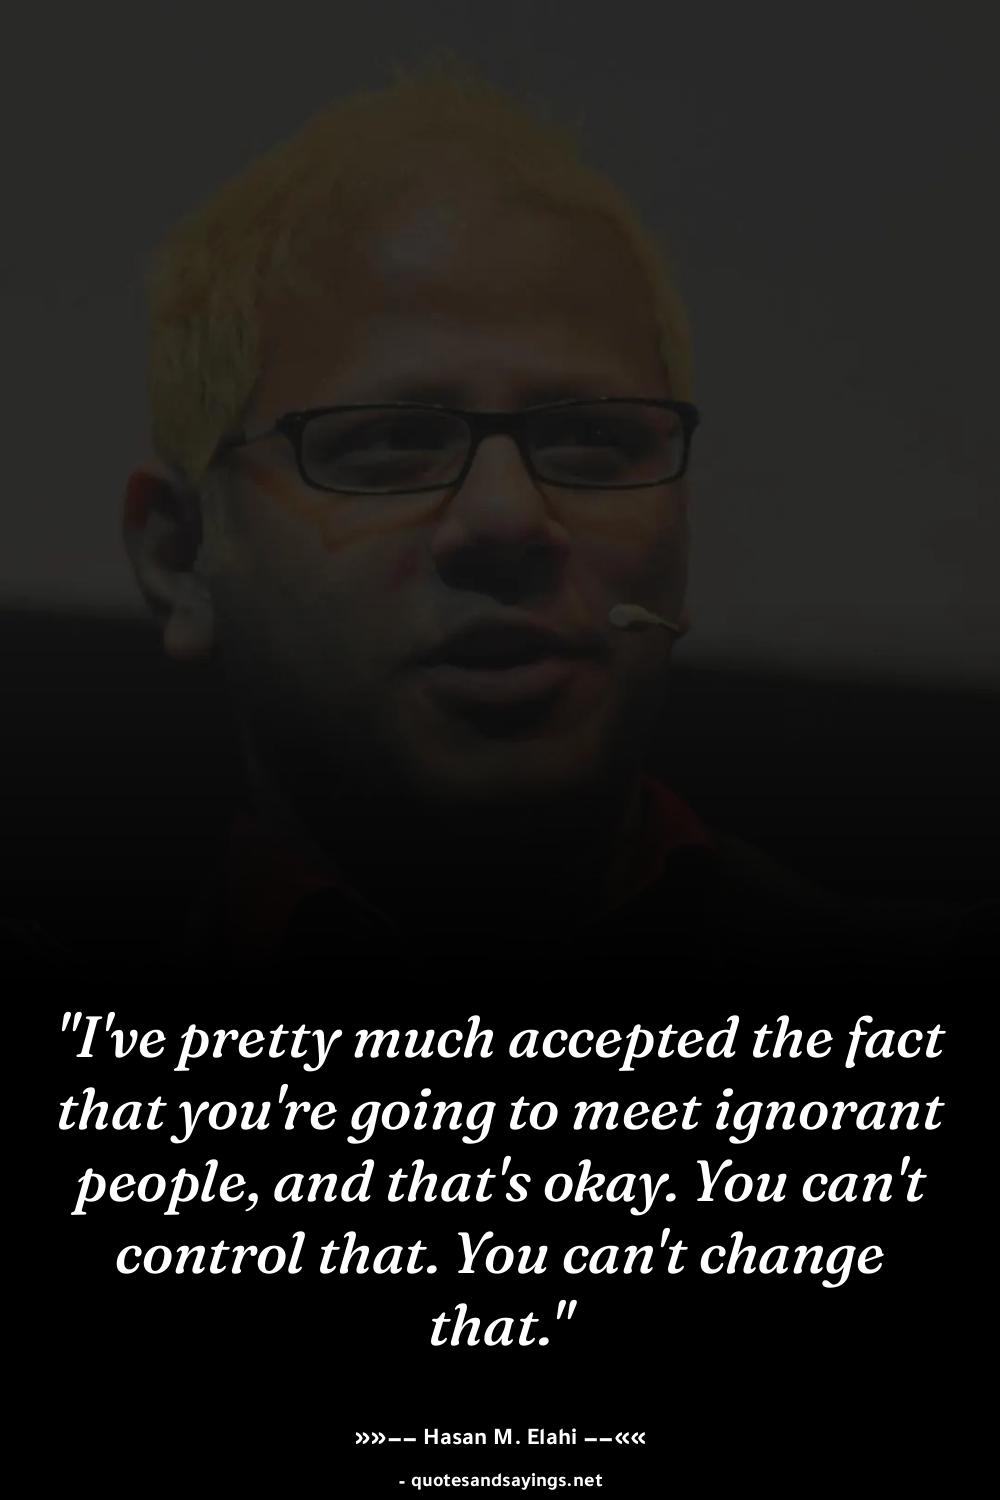 "I've pretty much accepted the fact
that you're going to meet ignorant
people, and that's okay. You can't
control that. You can't change
that."
»»–– Hasan M. Elahi ––««
- quotesandsayings.net